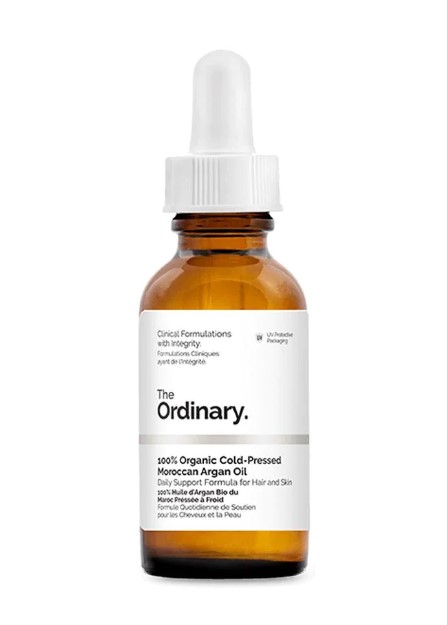 Clinical Formulations
with Integrity.
Formulations Cliniques
ayant de l'Intégrité.
UV
UV Protective
Packaging
The
Ordinary.
100% Organic Cold-Pressed
Moroccan Argan Oil
Daily Support Formula for Hair and Skin
100% Huile d'Argan Bio du
Maroc Pressée à Froid
Formule Quotidienne de Soutien
pour les Cheveux et la Peau